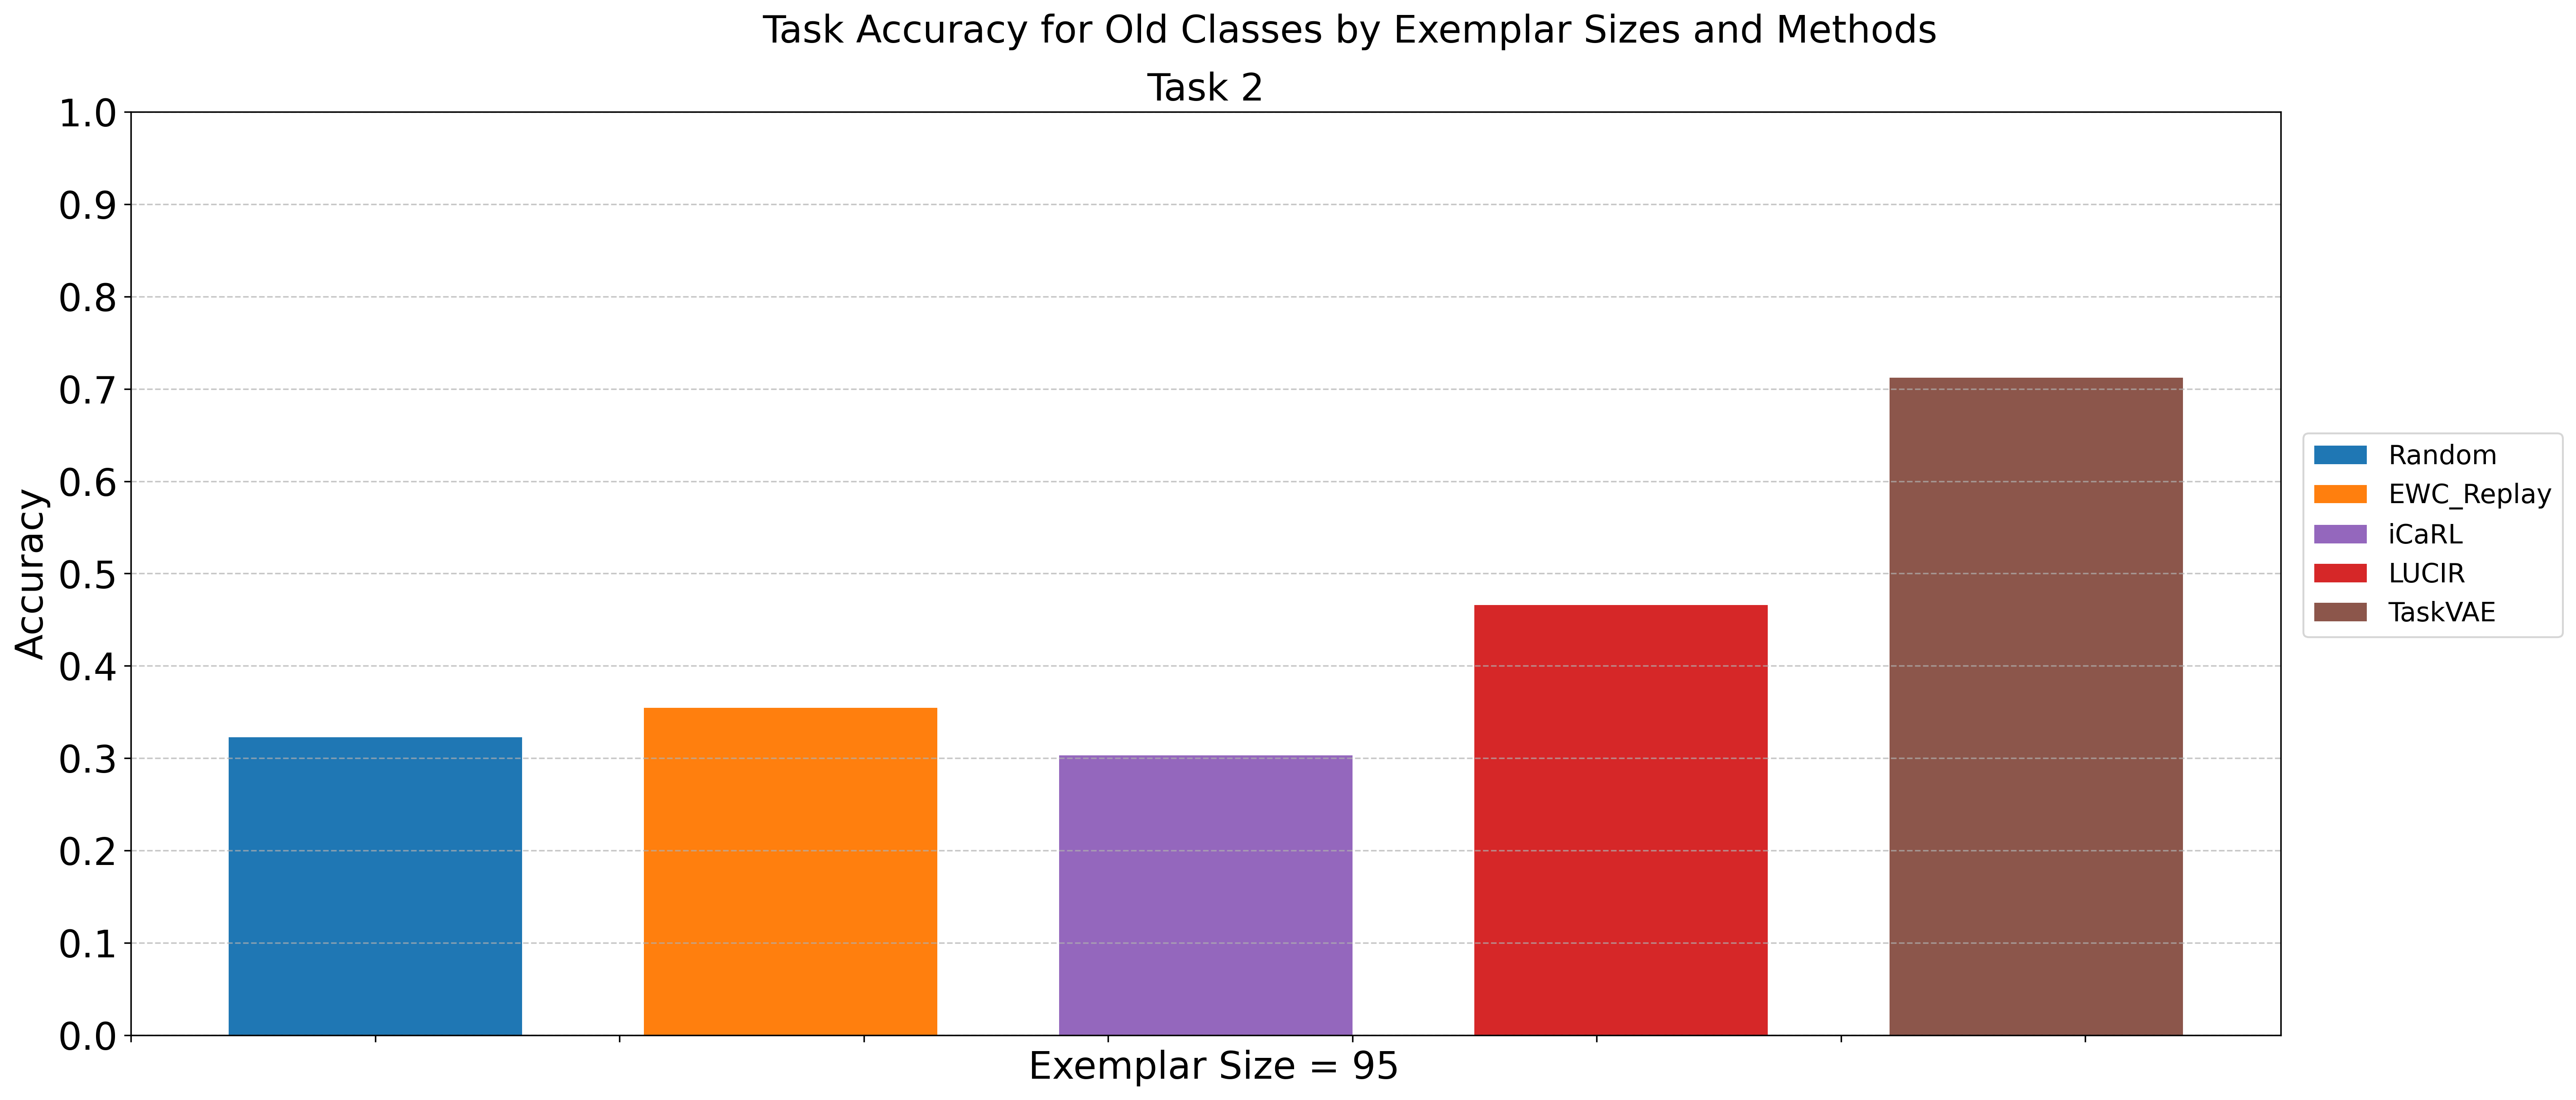 Task Accuracy for Old Classes by Exemplar Sizes and Methods
Task 2
1.0
0.9
0.8
0.7
0.6
0.5
0.4
0.3
0.2
0.1
0.0
Accuracy
Exemplar Size = 95
Random
EWC_Replay
iCaRL
LUCIR
TaskVAE